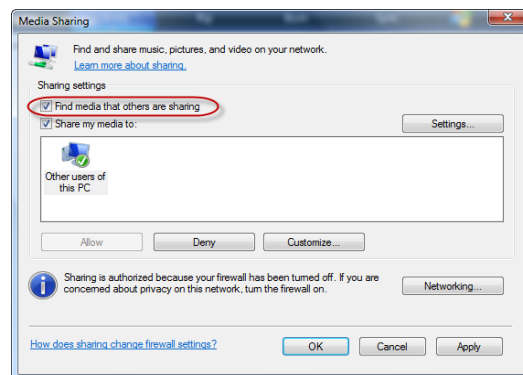 Media Sharing
Find and share music, pictures, and video on your network.
Learn more about sharing.
Sharing settings
Find media that others are sharing
Share my media to:
Settings...
Other users of
this PC
Allow
Deny
Customize...
Sharing is authorized because your firewall has been turned off. If you are
concerned about privacy on this network, turn the firewall on.
Networking...
How does sharing change firewall settings?
OK
Cancel
Apply